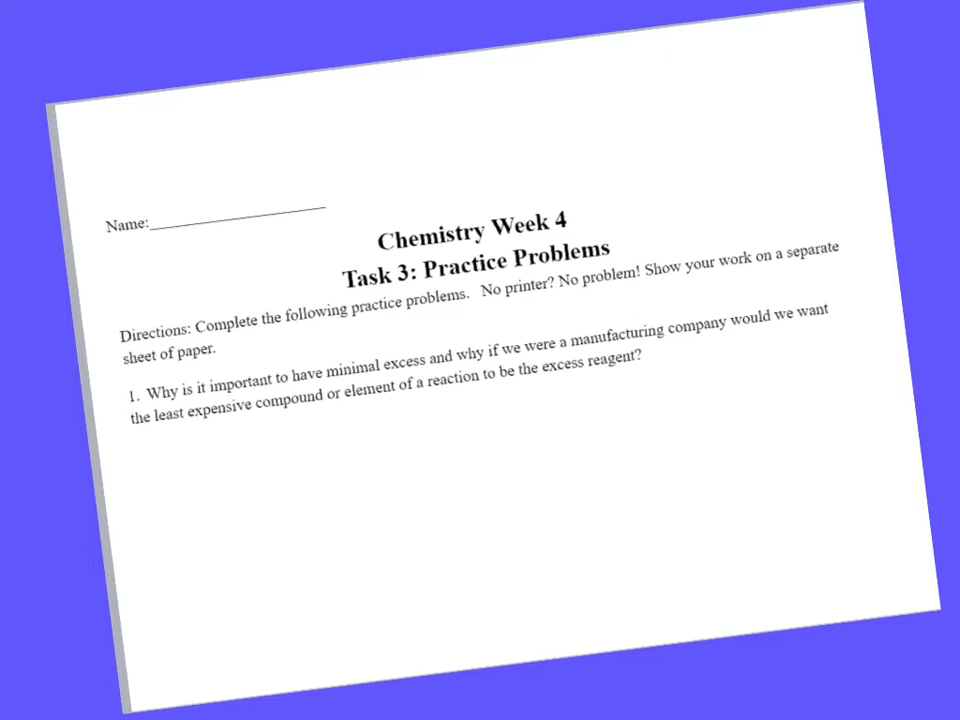 Name:______________________
Chemistry Week 4
Task 3: Practice Problems
Directions: Complete the following practice problems. No printer? No problem! Show your work on a separate
sheet of paper.
1. Why is it important to have minimal excess and why if we were a manufacturing company would we want
the least expensive compound or element of a reaction to be the excess reagent?